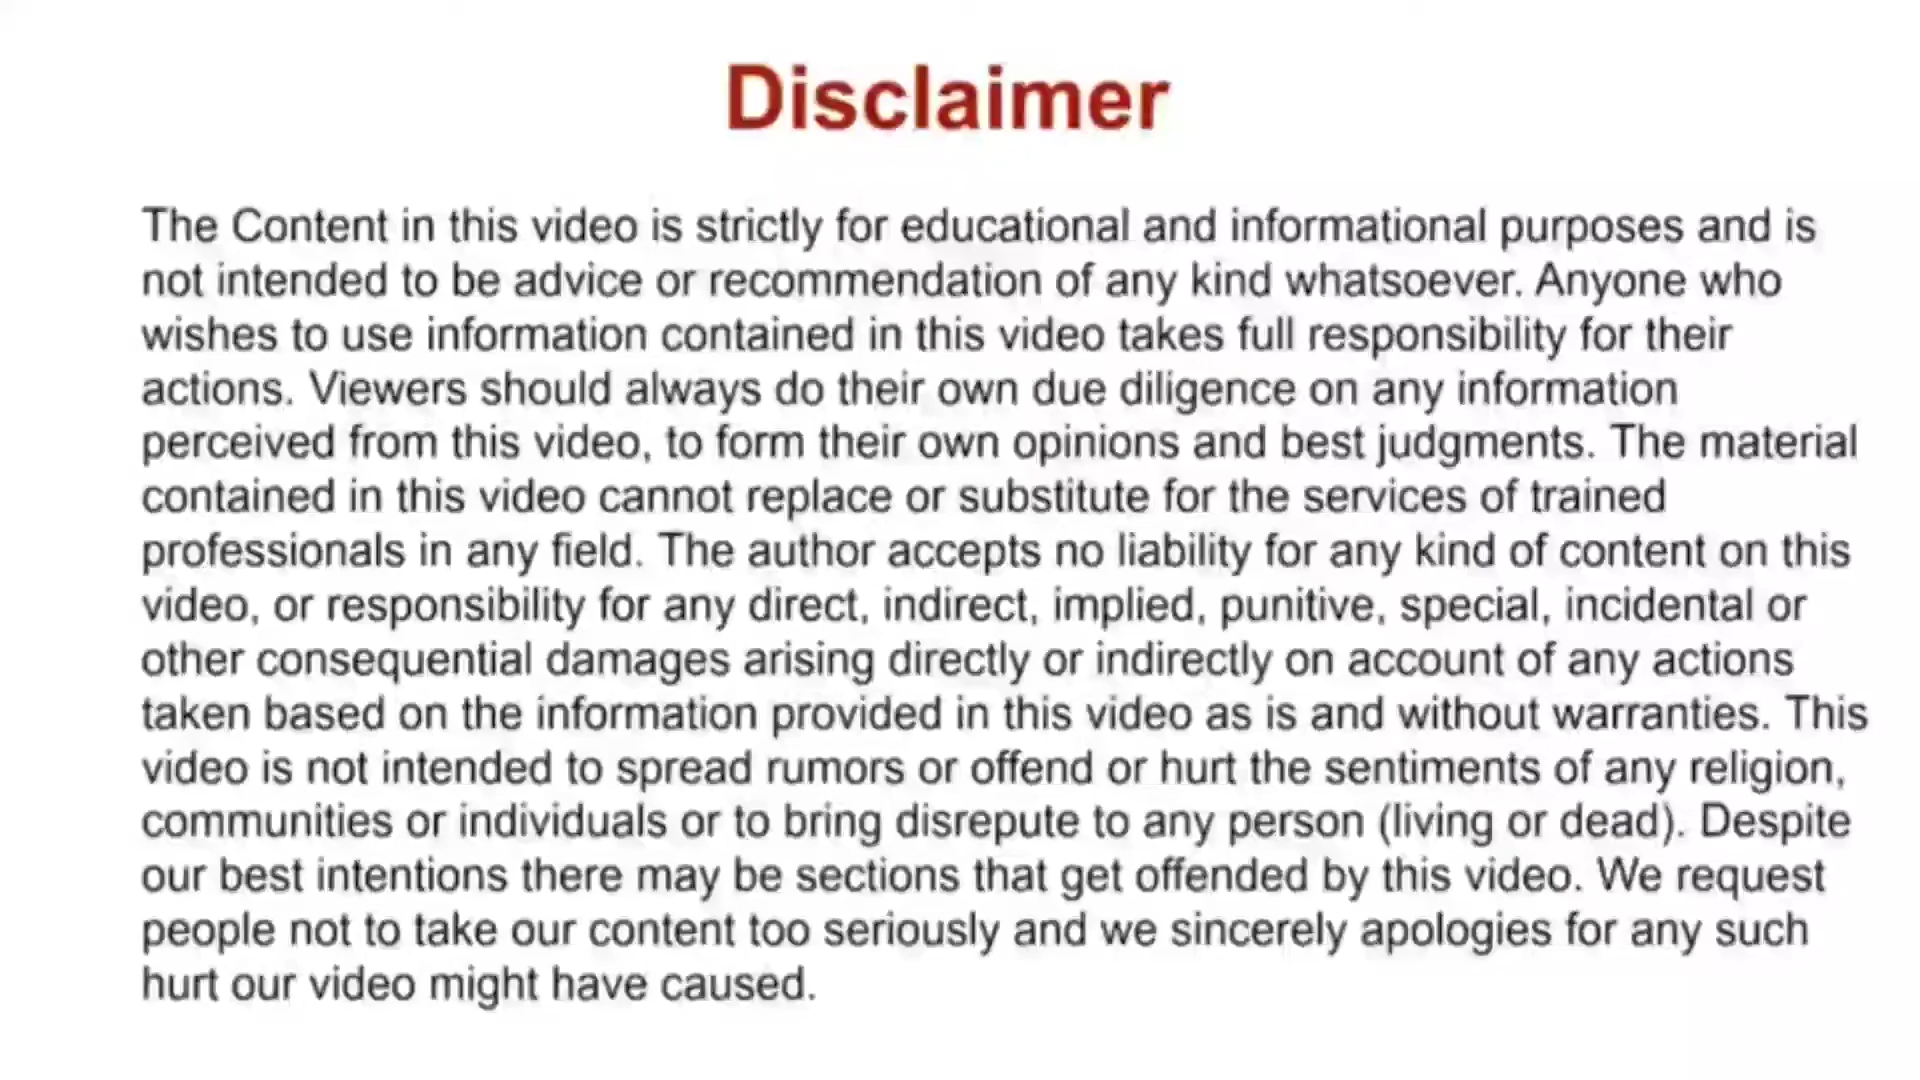 Disclaimer
The Content in this video is strictly for educational and informational purposes and is
not intended to be advice or recommendation of any kind whatsoever. Anyone who
wishes to use information contained in this video takes full responsibility for their
actions. Viewers should always do their own due diligence on any information
perceived from this video, to form their own opinions and best judgments. The material
contained in this video cannot replace or substitute for the services of trained
professionals in any field. The author accepts no liability for any kind of content on this
video, or responsibility for any direct, indirect, implied, punitive, special, incidental or
other consequential damages arising directly or indirectly on account of any actions
taken based on the information provided in this video as is and without warranties. This
video is not intended to spread rumors or offend or hurt the sentiments of any religion,
communities or individuals or to bring disrepute to any person (living or dead). Despite
our best intentions there may be sections that get offended by this video. We request
people not to take our content too seriously and we sincerely apologies for any such
hurt our video might have caused.